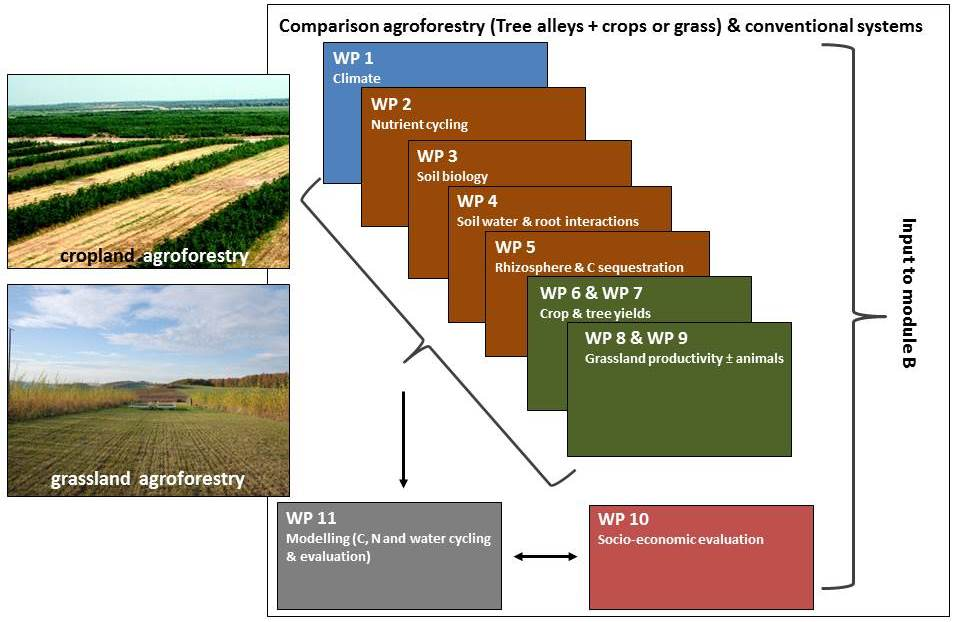 Comparison agroforestry (Tree alleys + crops or grass) & conventional systems
WP 1
Climate
WP 2
Nutrient cycling
WP 3
Soil biology
WP 4
Soil water & root interactions
WP 5
Rhizosphere & C sequestration
WP 6 & WP 7
Crop & tree yields
WP 8 & WP 9
Grassland productivity ± animals
cropland agroforestry
grassland agroforestry
Input to module B
WP 11
Modelling (C, N and water cycling
& evaluation)
WP 10
Socio-economic evaluation